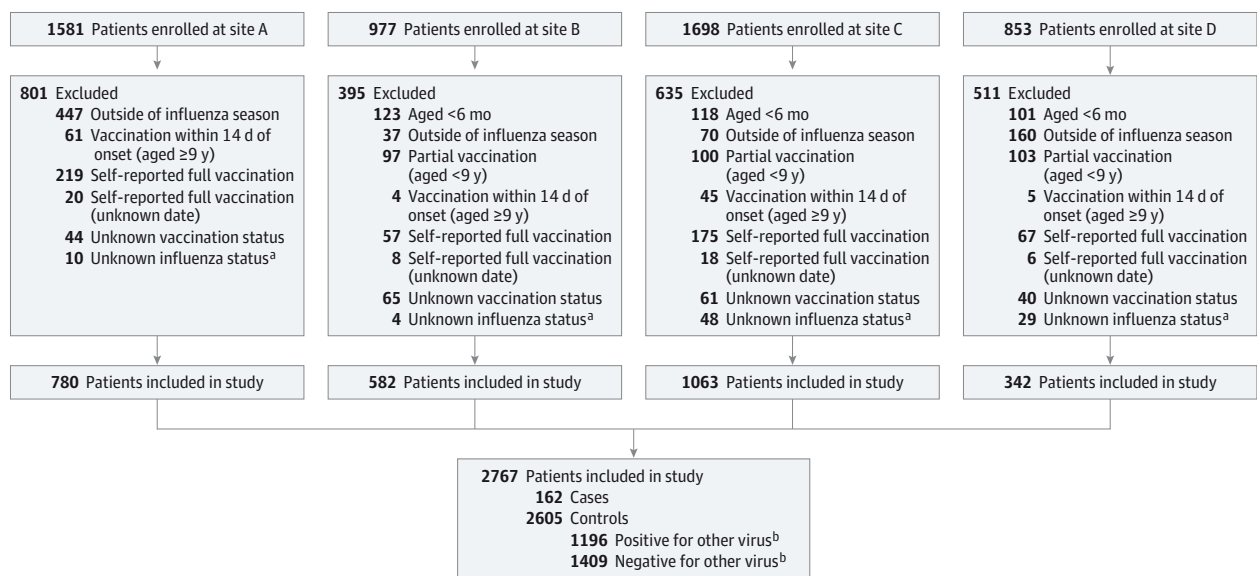 1581 Patients enrolled at site A
801 Excluded
447 Outside of influenza season
61 Vaccination within 14 d of
onset (aged ≥9 y)
219 Self-reported full vaccination
20 Self-reported full vaccination
(unknown date)
44 Unknown vaccination status
10 Unknown influenza statusᵃ
780 Patients included in study
977 Patients enrolled at site B
395 Excluded
123 Aged <6 mo
37 Outside of influenza season
97 Partial vaccination
(aged <9 y)
4 Vaccination within 14 d of
onset (aged ≥9 y)
57 Self-reported full vaccination
8 Self-reported full vaccination
(unknown date)
65 Unknown vaccination status
4 Unknown influenza statusᵃ
582 Patients included in study
1698 Patients enrolled at site C
635 Excluded
118 Aged <6 mo
70 Outside of influenza season
100 Partial vaccination
(aged <9 y)
45 Vaccination within 14 d of
onset (aged ≥9 y)
175 Self-reported full vaccination
18 Self-reported full vaccination
(unknown date)
61 Unknown vaccination status
48 Unknown influenza statusᵃ
1063 Patients included in study
853 Patients enrolled at site D
511 Excluded
101 Aged <6 mo
160 Outside of influenza season
103 Partial vaccination
(aged <9 y)
5 Vaccination within 14 d of
onset (aged ≥9 y)
67 Self-reported full vaccination
6 Self-reported full vaccination
(unknown date)
40 Unknown vaccination status
29 Unknown influenza statusᵃ
342 Patients included in study
2767 Patients included in study
162 Cases
2605 Controls
1196 Positive for other virusᵇ
1409 Negative for other virusᵇ